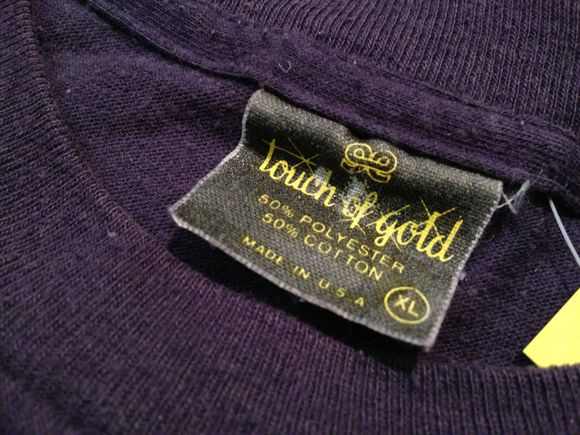 touch of gold
50% POLYESTER
50% COTTON
MADE IN U S A
XL